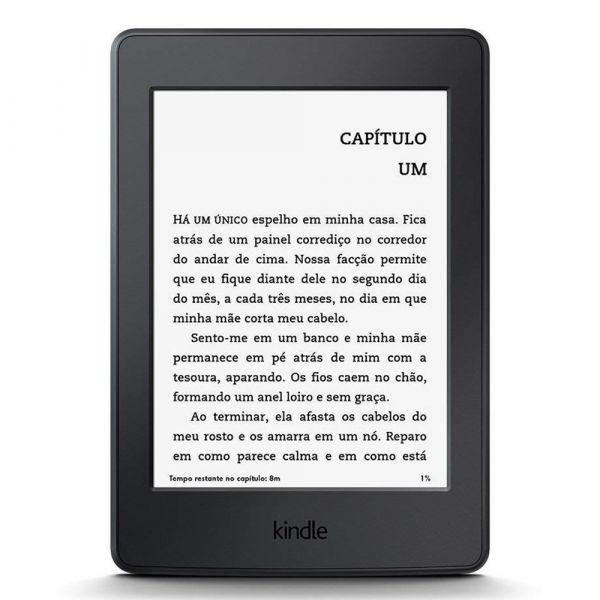 CAPÍTULO
UM
HÁ UM ÚNICO espelho em minha casa. Fica
atrás de um painel corrediço no corredor
do andar de cima. Nossa facção permite
que eu fique diante dele no segundo dia
do mês, a cada três meses, no dia em que
minha mãe corta meu cabelo.
Sento-me em um banco e minha mãe
permanece em pé atrás de mim com a
tesoura, aparando. Os fios caem no chão,
formando um anel loiro e sem graça.
Ao terminar, ela afasta os cabelos do
meu rosto e os amarra em um nó. Reparo
em como parece calma e em como está
Tempo restante no capítulo: 8m 1%
kindle